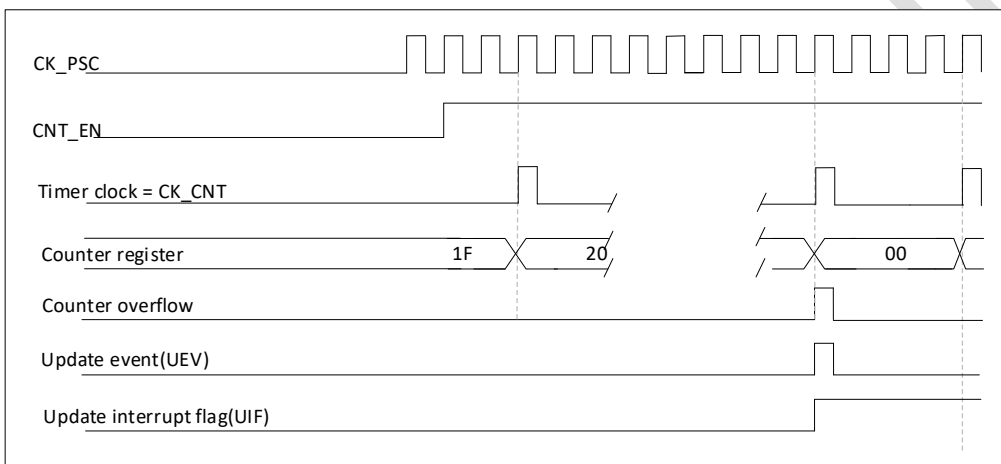 CK_PSC
CNT_EN
Timer clock = CK_CNT
Counter register 1F 20 00
Counter overflow
Update event(UEV)
Update interrupt flag(UIF)